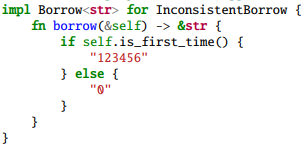 impl Borrow<str> for InconsistentBorrow {
    fn borrow(&self) -> &str {
        if self.is_first_time() {
            "123456"
        } else {
            "0"
        }
    }
}